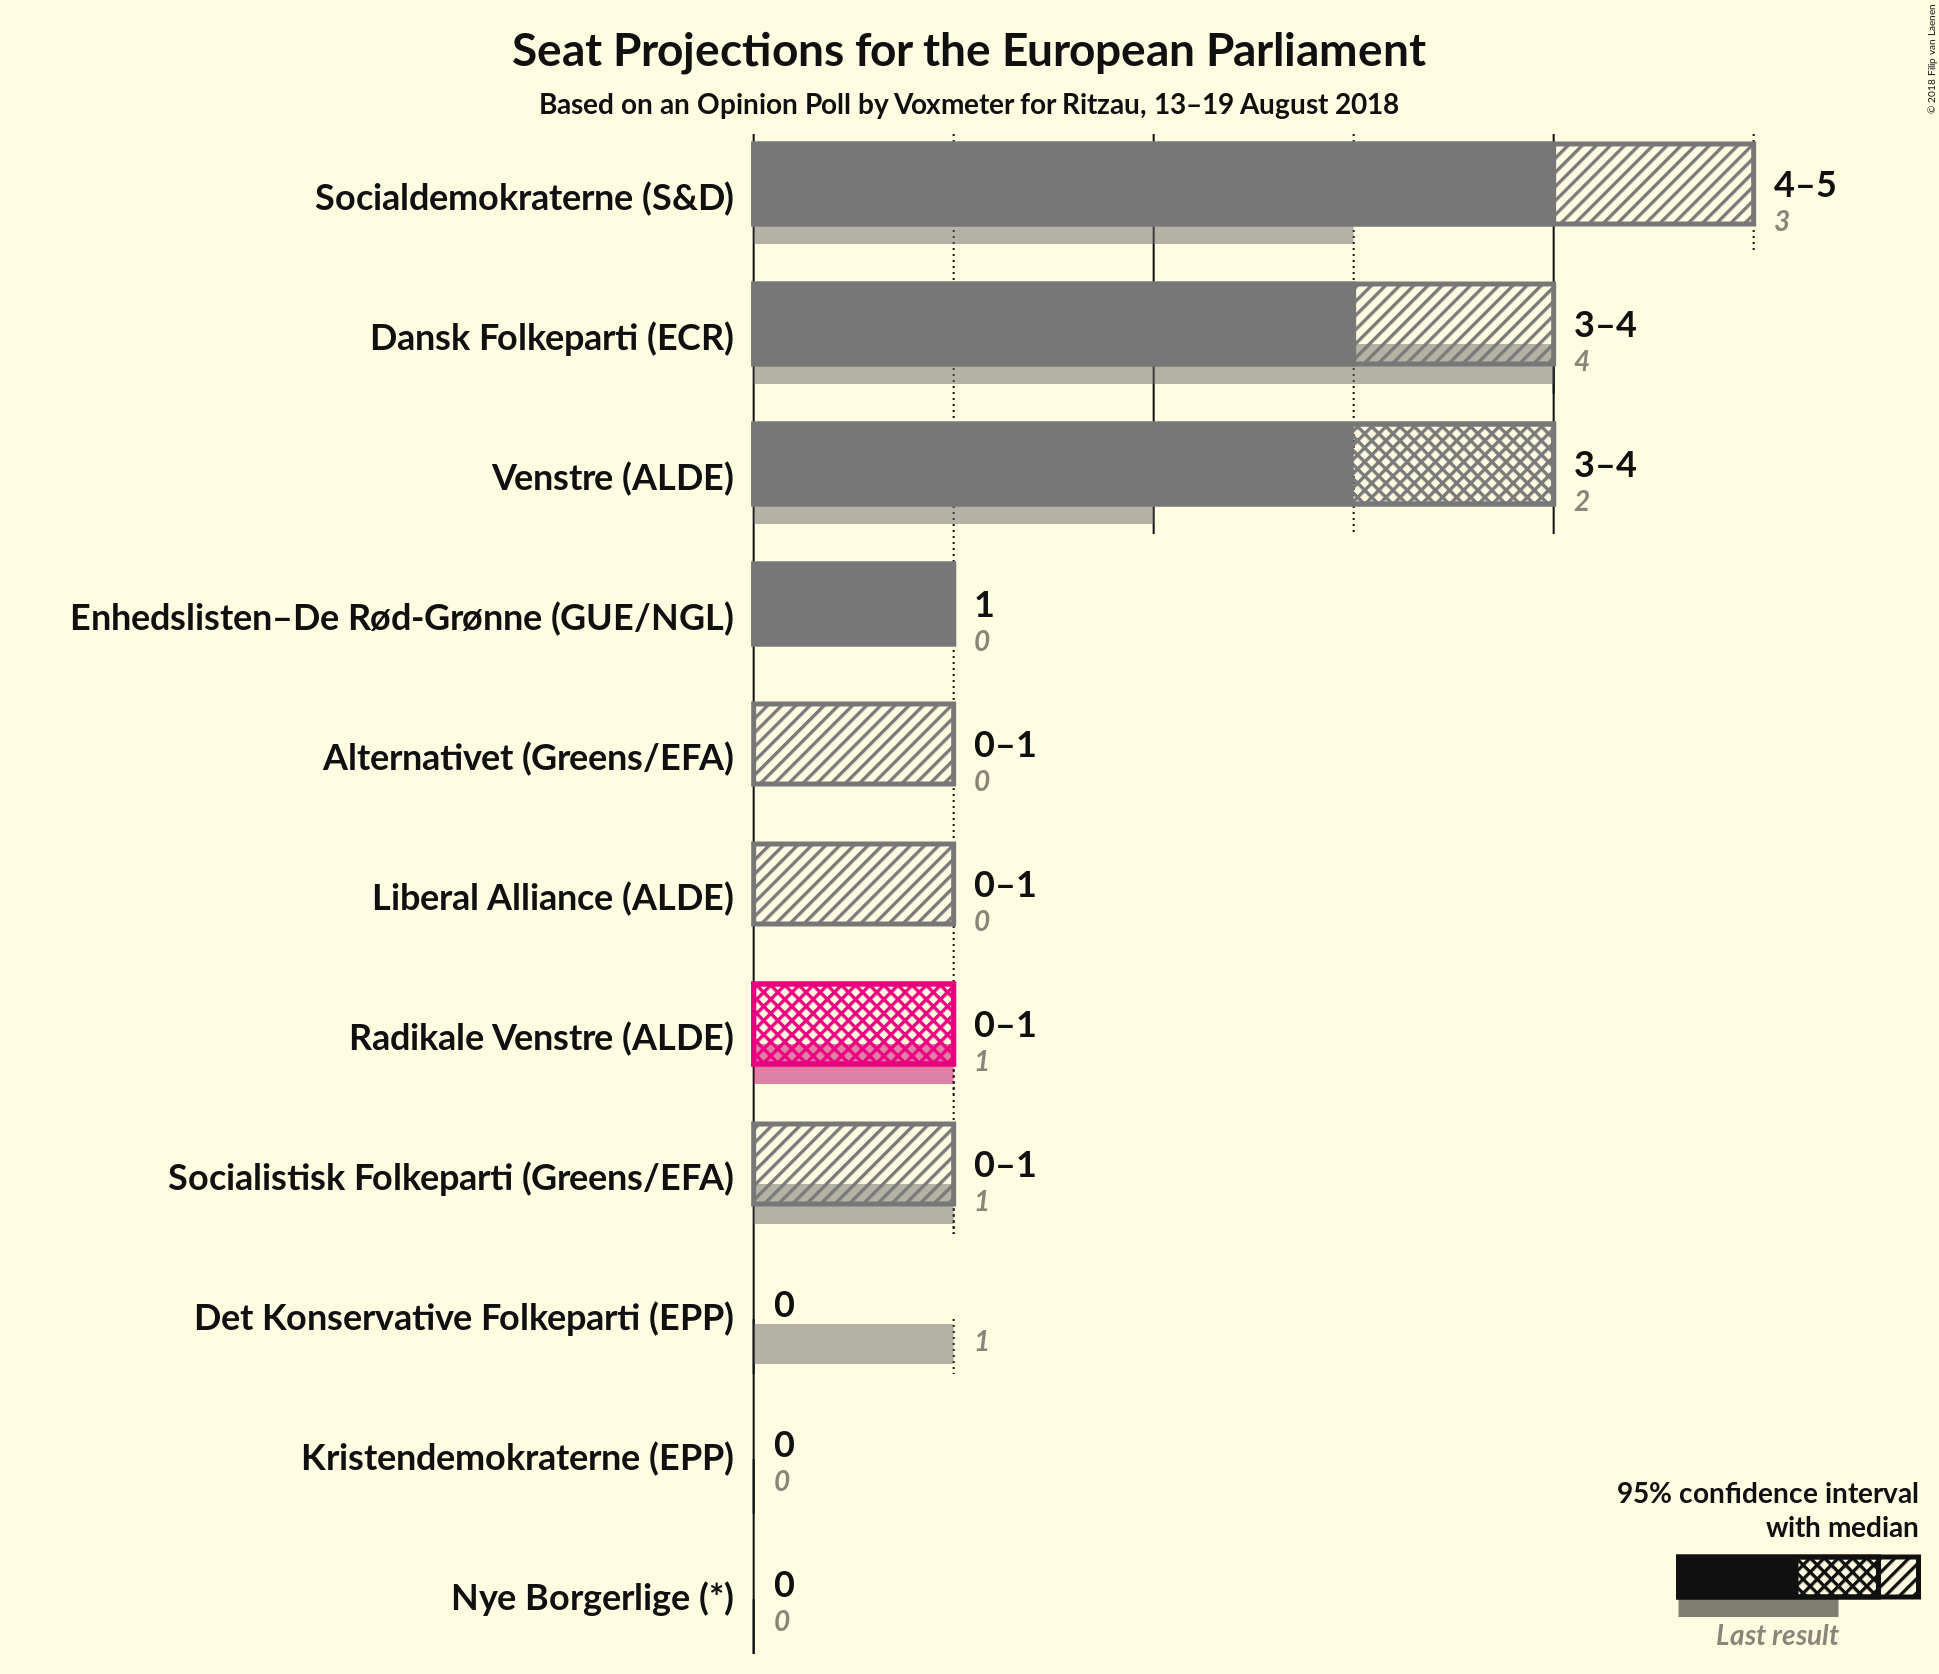 Seat Projections for the European Parliament
Based on an Opinion Poll by Voxmeter for Ritzau, 13–19 August 2018
© 2018 Filip van Laenen
Socialdemokraterne (S&D)
4–5
3
Dansk Folkeparti (ECR)
3–4
4
Venstre (ALDE)
3–4
2
Enhedslisten–De Rød-Grønne (GUE/NGL)
1
0
Alternativet (Greens/EFA)
0–1
0
Liberal Alliance (ALDE)
0–1
0
Radikale Venstre (ALDE)
0–1
1
Socialistisk Folkeparti (Greens/EFA)
0–1
1
Det Konservative Folkeparti (EPP)
0
1
Kristendemokraterne (EPP)
0
0
Nye Borgerlige (*)
0
0
95% confidence interval
with median
Last result